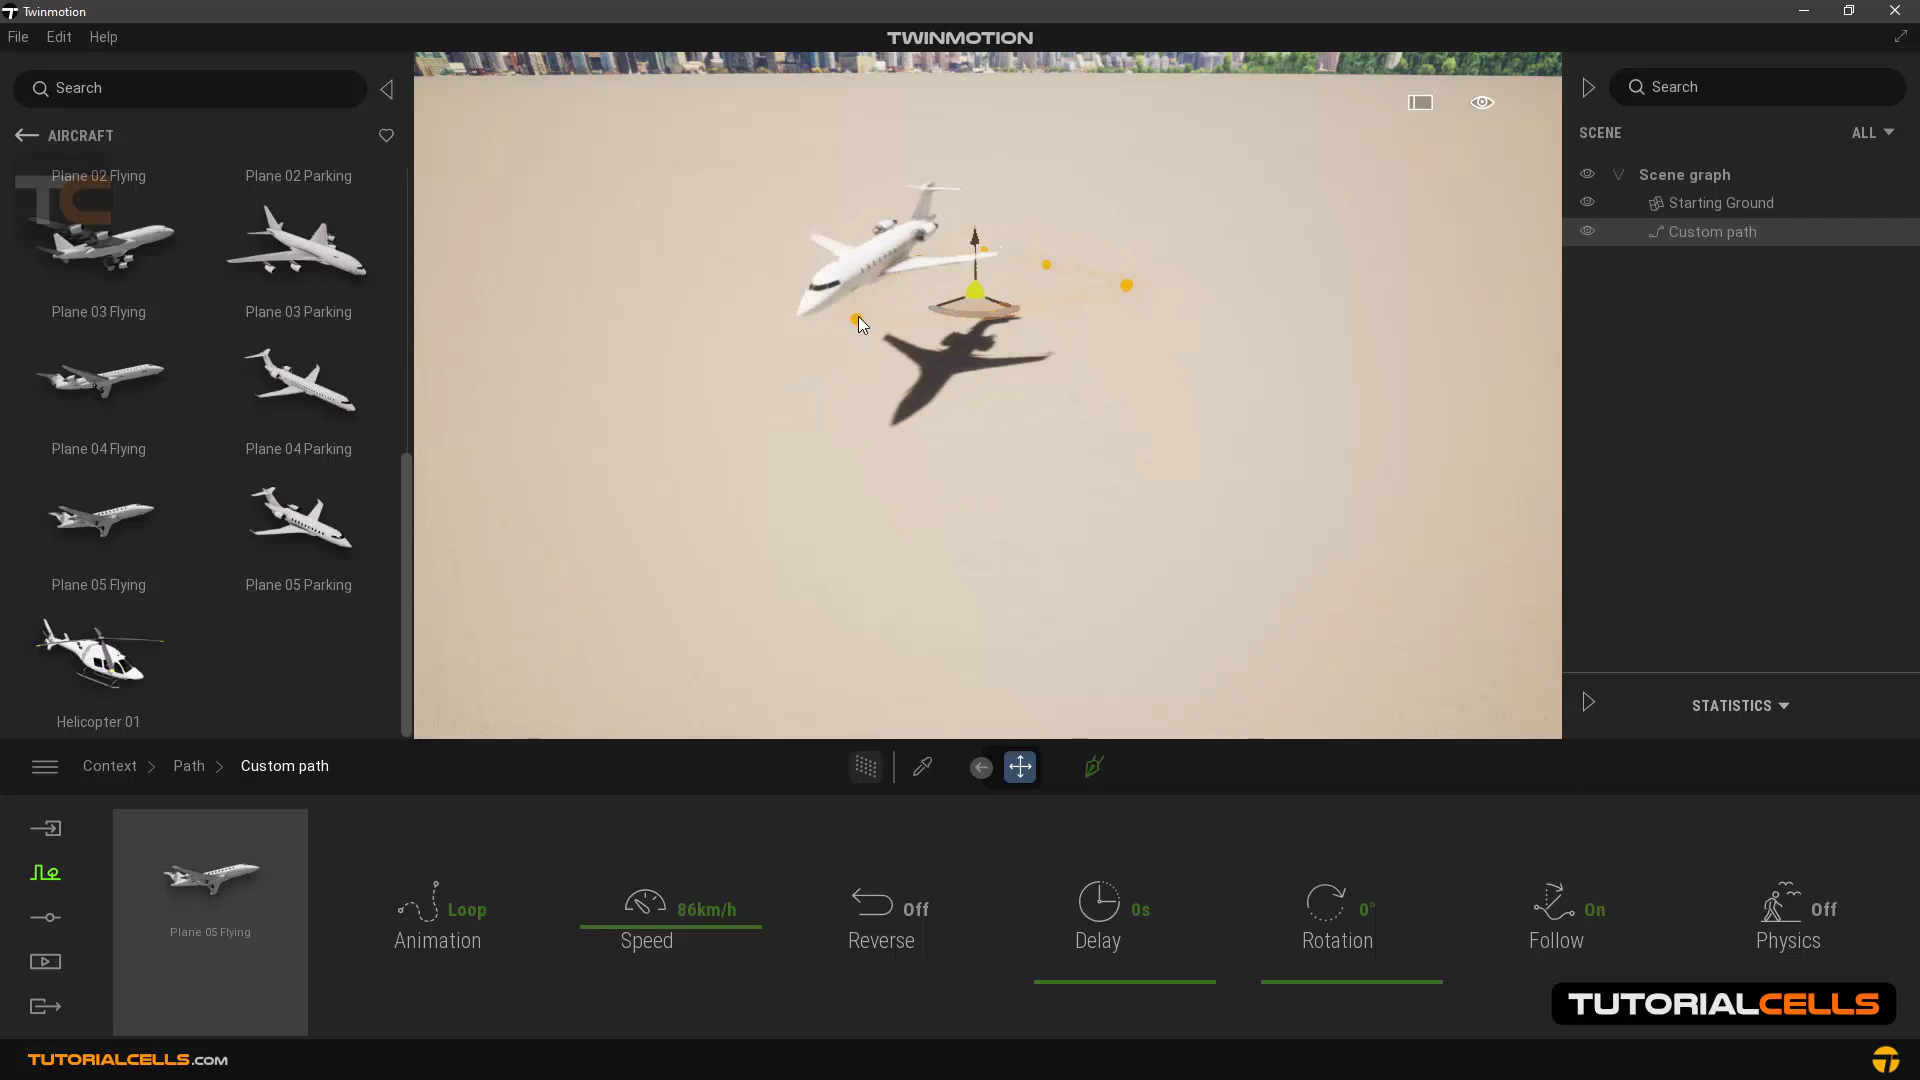 Twinmotion
File Edit Help
TWINMOTION
Search
AIRCRAFT
Plane 02 Flying
Plane 02 Parking
TC
Plane 03 Flying
Plane 03 Parking
Plane 04 Flying
Plane 04 Parking
Plane 05 Flying
Plane 05 Parking
Helicopter 01
Search
SCENE
ALL
Scene graph
Starting Ground
Custom path
STATISTICS
Context
Path
Custom path
Plane 05 Flying
Loop
Animation
86km/h
Speed
Off
Reverse
0s
Delay
0°
Rotation
On
Follow
Off
Physics
TUTORIALCELLS
TUTORIALCELLS.COM